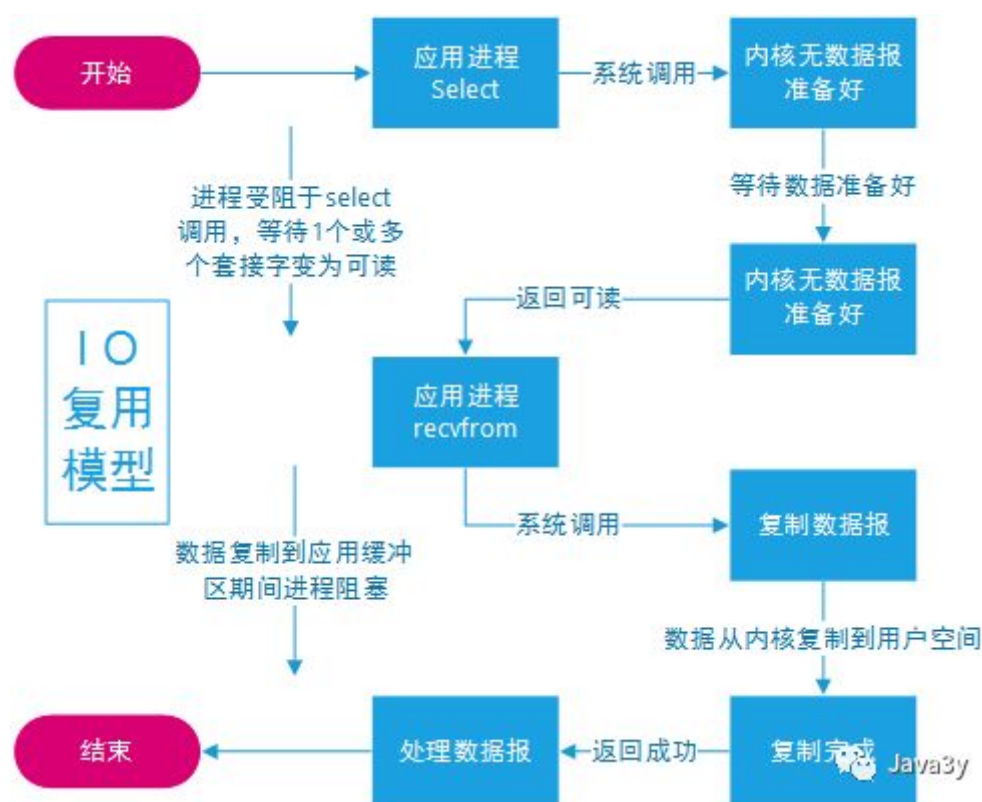 开始
应用进程
Select
系统调用
内核无数据报
准备好
进程受阻于select
调用，等待1个或多
个套接字变为可读
等待数据准备好
返回可读
内核无数据报
准备好
IO
复用
模型
应用进程
recvfrom
系统调用
复制数据报
数据复制到应用缓冲
区期间进程阻塞
数据从内核复制到用户空间
结束
处理数据报
返回成功
复制完成
Java3y